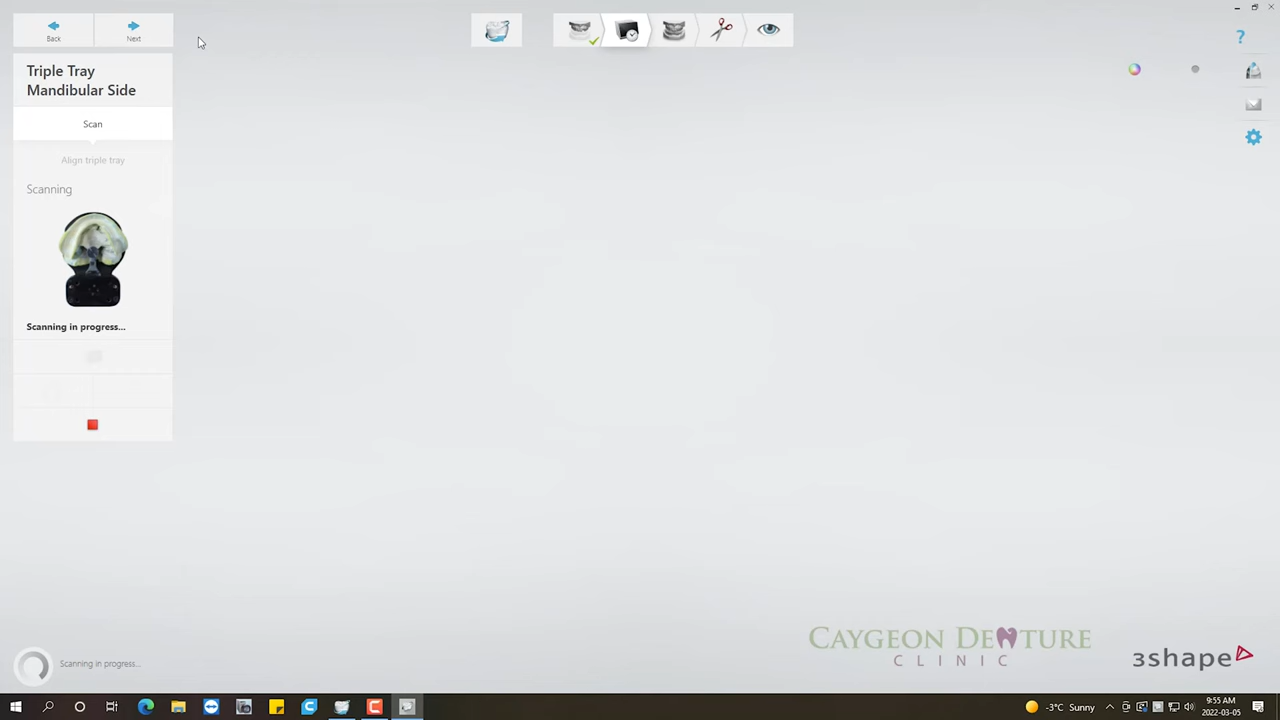 Back
Next
?
Triple Tray
Mandibular Side
Scan
Align triple tray
Scanning
Scanning in progress...
Scanning in progress...
CAYGEON DENTURE
CLINIC
3shape
-3°C Sunny
9:55 AM
2022-03-05